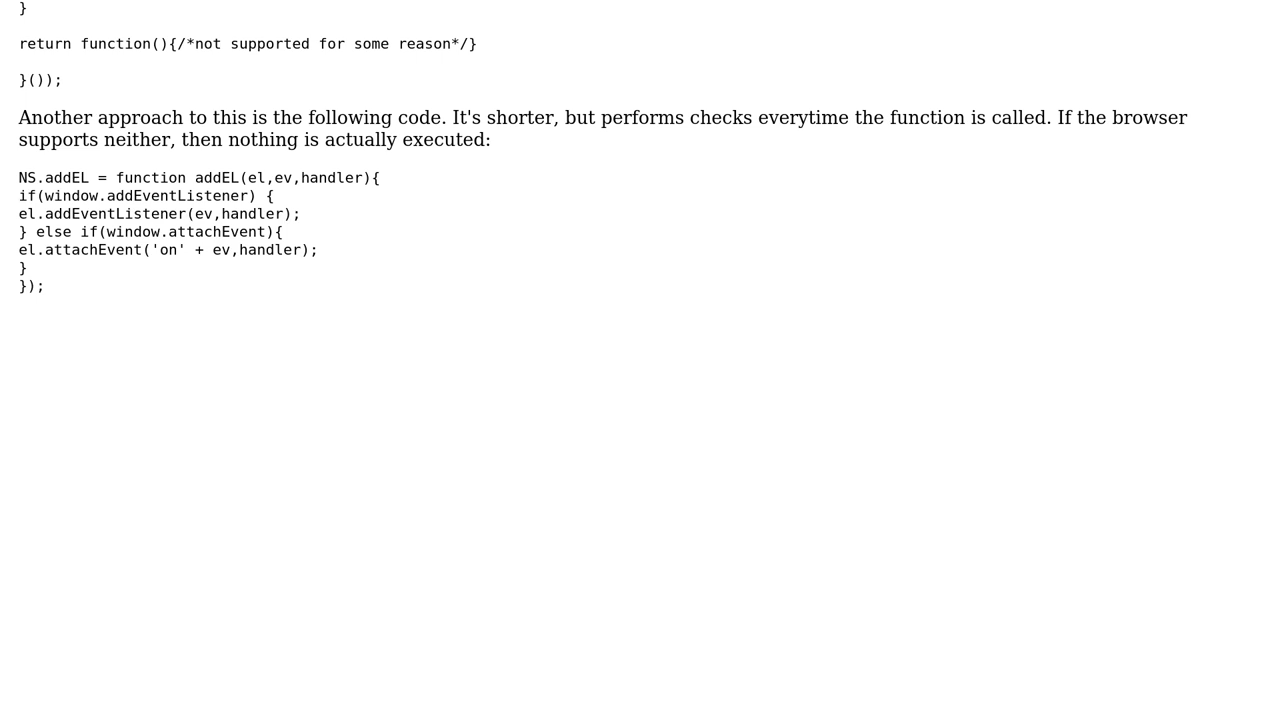 }
return function(){/*not supported for some reason*/}
}());
Another approach to this is the following code. It's shorter, but performs checks everytime the function is called. If the browser
supports neither, then nothing is actually executed:
NS.addEL = function addEL(el,ev,handler){
if(window.addEventListener) {
el.addEventListener(ev,handler);
} else if(window.attachEvent){
el.attachEvent('on' + ev,handler);
}
});